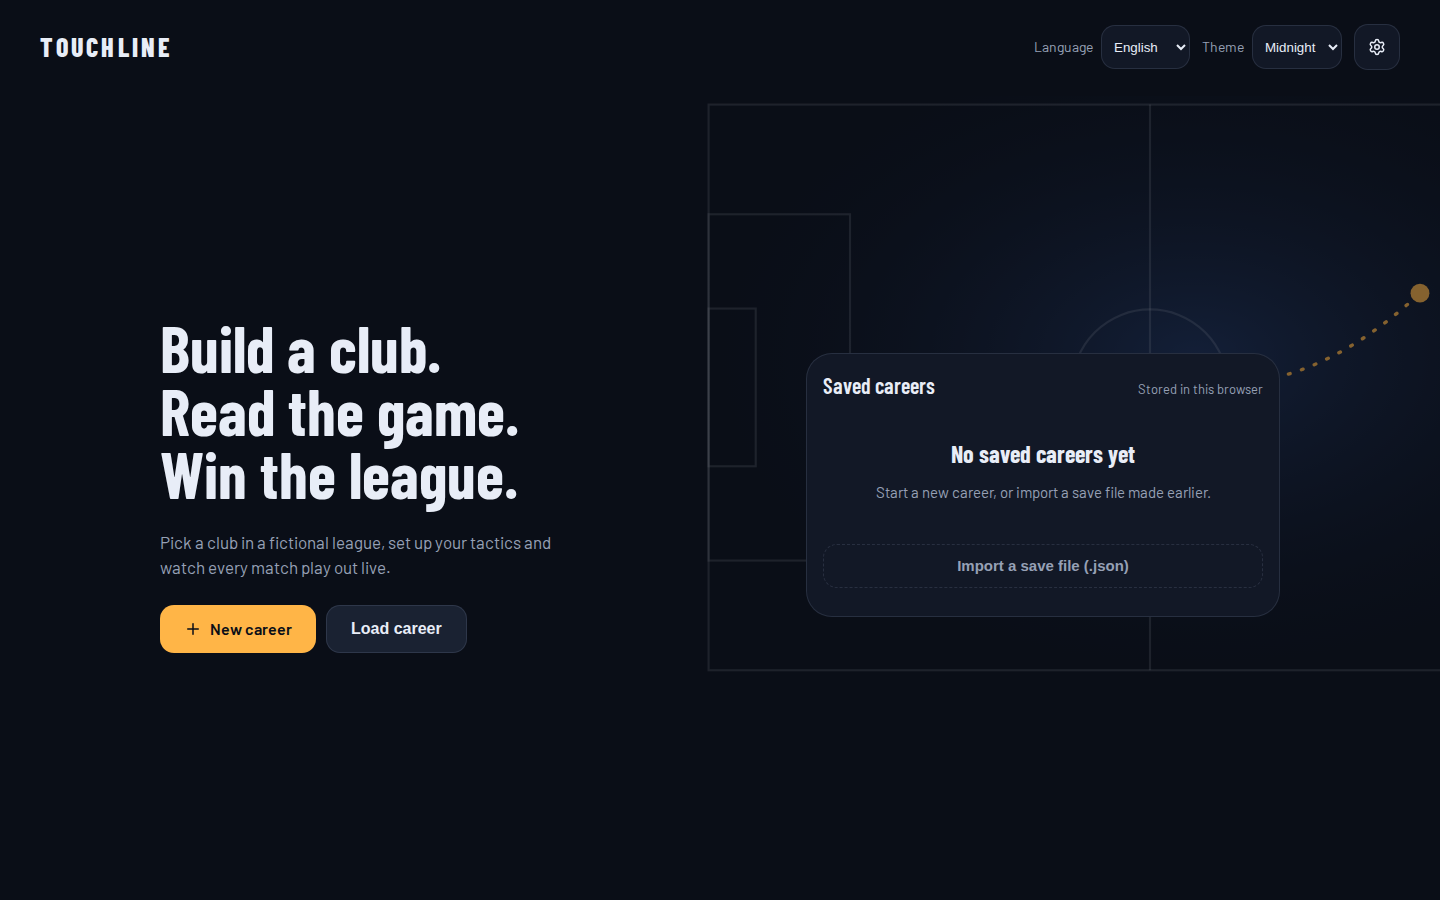 TOUCHLINE
Language English Theme Midnight
Build a club.
Read the game.
Win the league.
Pick a club in a fictional league, set up your tactics and
watch every match play out live.
New career Load career
Saved careers Stored in this browser
No saved careers yet
Start a new career, or import a save file made earlier.
Import a save file (.json)